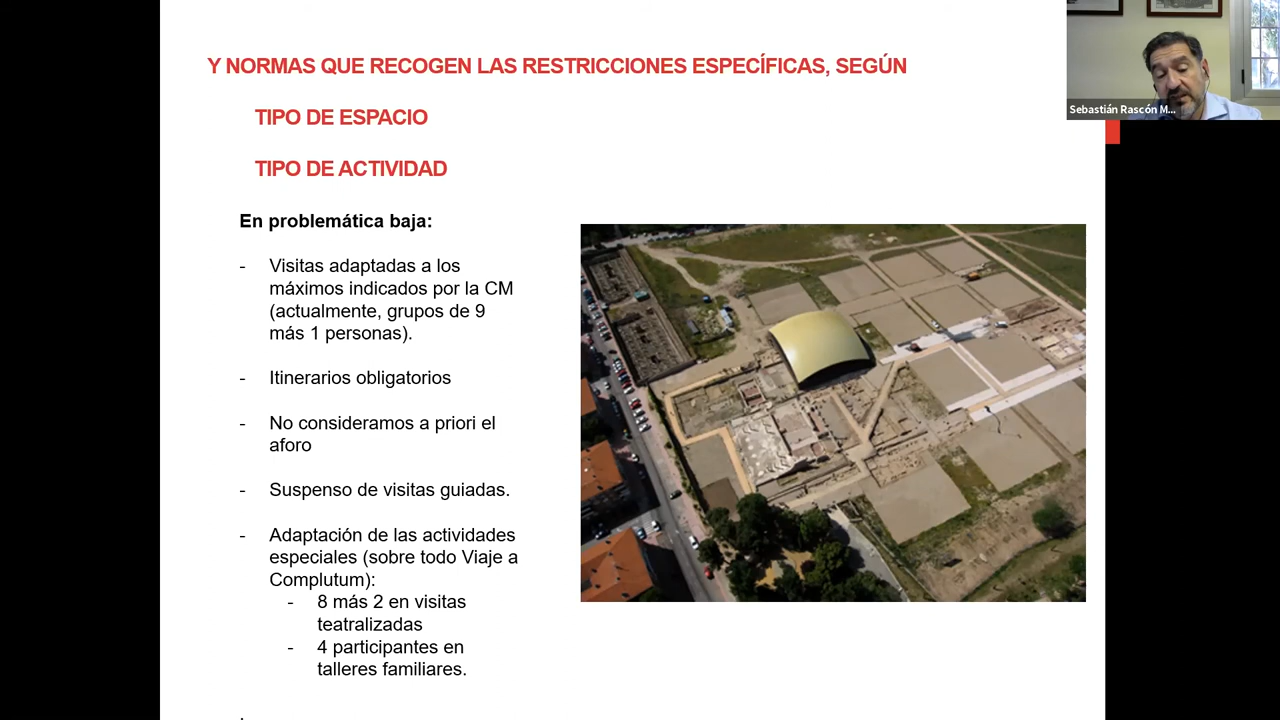 Y NORMAS QUE RECOGEN LAS RESTRICCIONES ESPECÍFICAS, SEGÚN
TIPO DE ESPACIO
TIPO DE ACTIVIDAD
En problemática baja:
- Visitas adaptadas a los
máximos indicados por la CM
(actualmente, grupos de 9
más 1 personas).
- Itinerarios obligatorios
- No consideramos a priori el
aforo
- Suspenso de visitas guiadas.
- Adaptación de las actividades
especiales (sobre todo Viaje a
Complutum):
- 8 más 2 en visitas
teatralizadas
- 4 participantes en
talleres familiares.
.
Sebastián Rascón M...